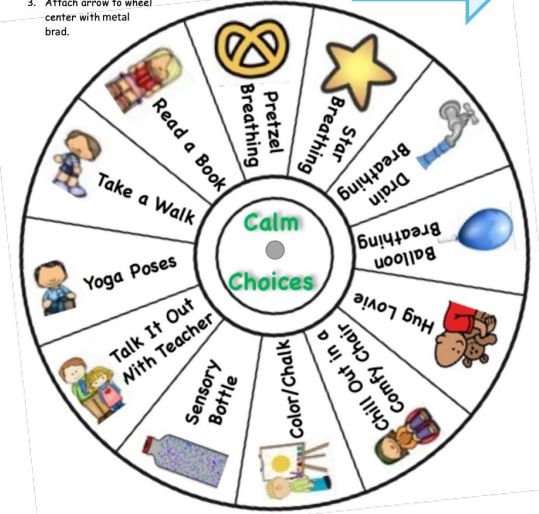 3. Attach arrow to wheel
center with metal
brad.
Pretzel
Breathing
Star
Breathing
Drain
Breathing
Balloon
Breathing
Hug Lovie
Chill Out in a
Comfy Chair
Color/Chalk
Sensory
Bottle
Talk It Out
With Teacher
Yoga Poses
Take a Walk
Read a Book
Calm
Choices